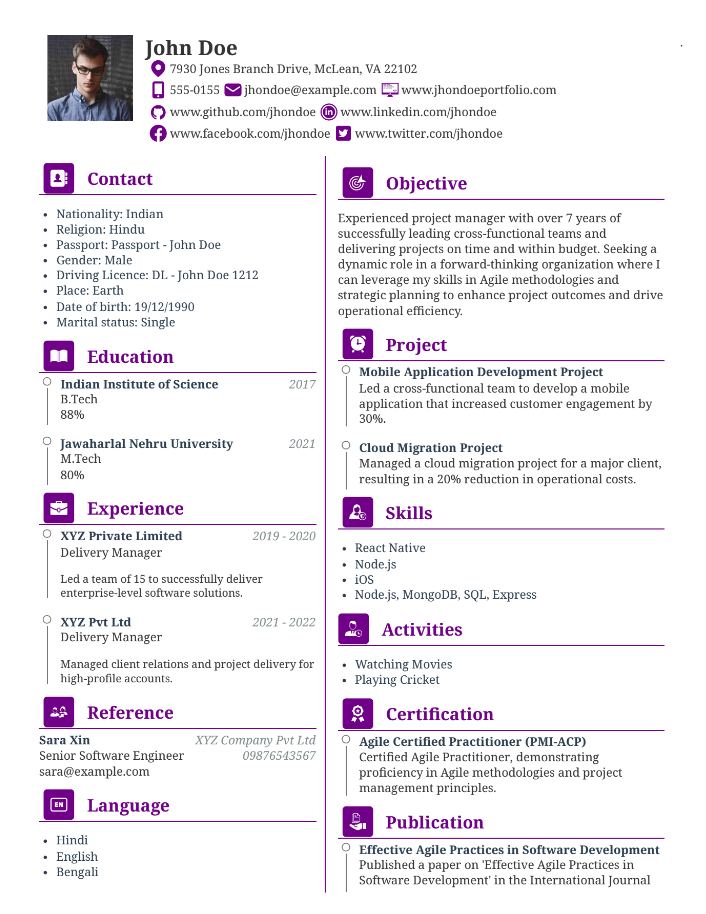 John Doe
7930 Jones Branch Drive, McLean, VA 22102
555-0155 jhondoe@example.com www.jhondoeportfolio.com
www.github.com/jhondoe www.linkedin.com/jhondoe
www.facebook.com/jhondoe www.twitter.com/jhondoe
Contact
• Nationality: Indian
• Religion: Hindu
• Passport: Passport - John Doe
• Gender: Male
• Driving Licence: DL - John Doe 1212
• Place: Earth
• Date of birth: 19/12/1990
• Marital status: Single
Education
Indian Institute of Science 2017
B.Tech
88%
Jawaharlal Nehru University 2021
M.Tech
80%
Experience
XYZ Private Limited 2019 - 2020
Delivery Manager
Led a team of 15 to successfully deliver
enterprise-level software solutions.
XYZ Pvt Ltd 2021 - 2022
Delivery Manager
Managed client relations and project delivery for
high-profile accounts.
Reference
Sara Xin XYZ Company Pvt Ltd
Senior Software Engineer 09876543567
sara@example.com
EN Language
• Hindi
• English
• Bengali
Objective
Experienced project manager with over 7 years of
successfully leading cross-functional teams and
delivering projects on time and within budget. Seeking a
dynamic role in a forward-thinking organization where I
can leverage my skills in Agile methodologies and
strategic planning to enhance project outcomes and drive
operational efficiency.
Project
Mobile Application Development Project
Led a cross-functional team to develop a mobile
application that increased customer engagement by
30%.
Cloud Migration Project
Managed a cloud migration project for a major client,
resulting in a 20% reduction in operational costs.
Skills
• React Native
• Node.js
• iOS
• Node.js, MongoDB, SQL, Express
Activities
• Watching Movies
• Playing Cricket
Certification
Agile Certified Practitioner (PMI-ACP)
Certified Agile Practitioner, demonstrating
proficiency in Agile methodologies and project
management principles.
Publication
Effective Agile Practices in Software Development
Published a paper on 'Effective Agile Practices in
Software Development' in the International Journal